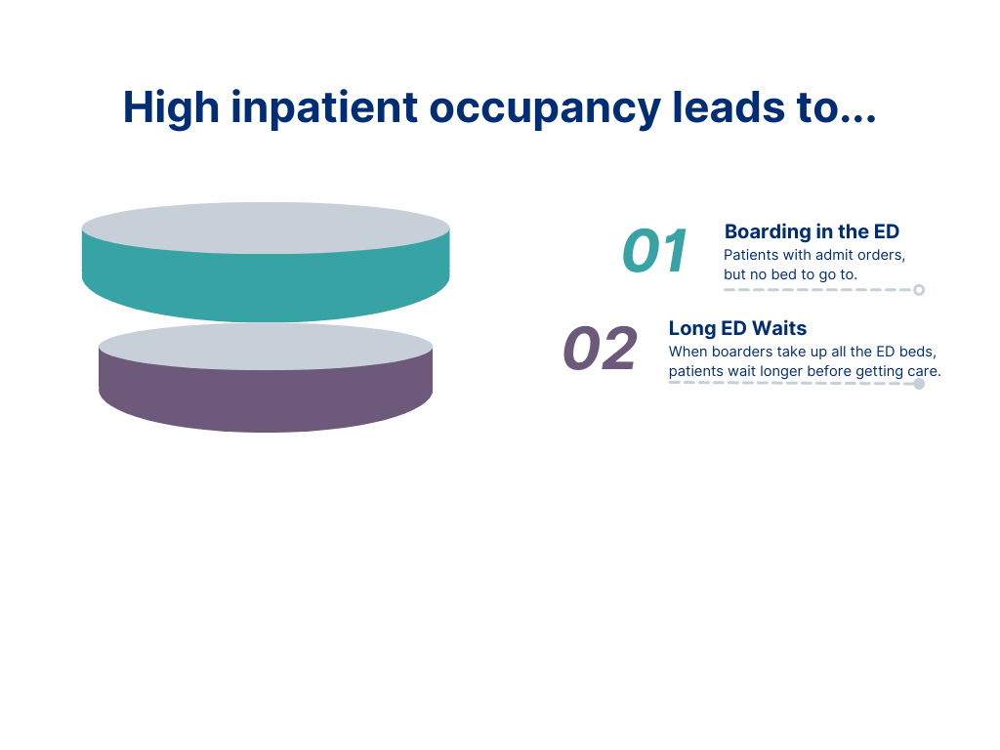 High inpatient occupancy leads to...
01
Boarding in the ED
Patients with admit orders,
but no bed to go to.
02
Long ED Waits
When boarders take up all the ED beds,
patients wait longer before getting care.